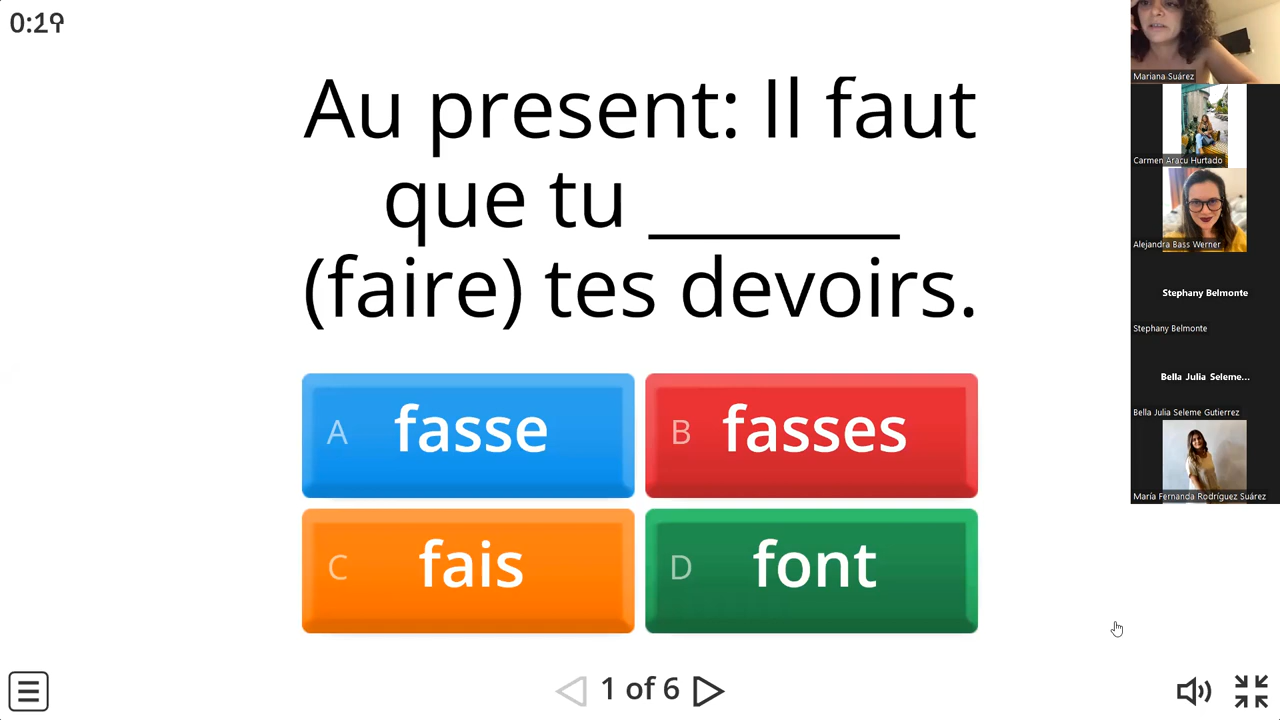 0:19
Au present: Il faut
que tu _______
(faire) tes devoirs.
A fasse
B fasses
C fais
D font
1 of 6
Mariana Suárez
Carmen Aracu Hurtado
Alejandra Bass Werner
Stephany Belmonte
Stephany Belmonte
Bella Julia Seleme...
Bella Julia Seleme Gutierrez
María Fernanda Rodríguez Suárez